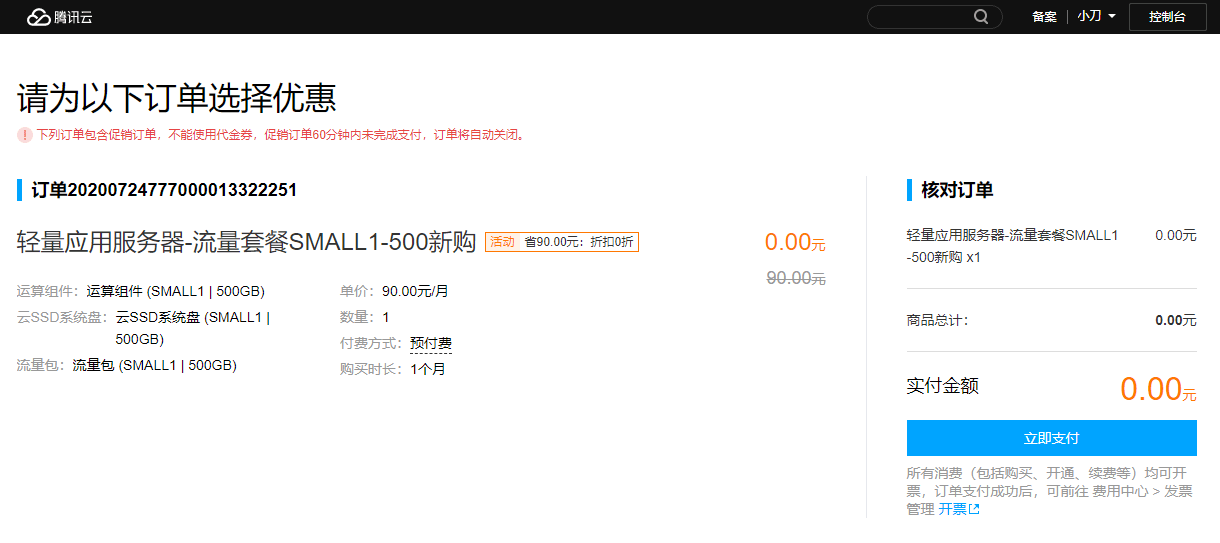 腾讯云
备案
小刀
控制台
请为以下订单选择优惠
! 下列订单包含促销订单，不能使用代金券，促销订单60分钟内未完成支付，订单将自动关闭。
订单20200724777000013322251
轻量应用服务器-流量套餐SMALL1-500新购
活动 省90.00元：折扣0折
0.00元
90.00元
运算组件：运算组件 (SMALL1 | 500GB)
云SSD系统盘：云SSD系统盘 (SMALL1 |
500GB)
流量包：流量包 (SMALL1 | 500GB)
单价：90.00元/月
数量：1
付费方式：预付费
购买时长：1个月
核对订单
轻量应用服务器-流量套餐SMALL1 0.00元
-500新购 x1
商品总计： 0.00元
实付金额 0.00元
立即支付
所有消费（包括购买、开通、续费等）均可开
票，订单支付成功后，可前往 费用中心 > 发票
管理 开票